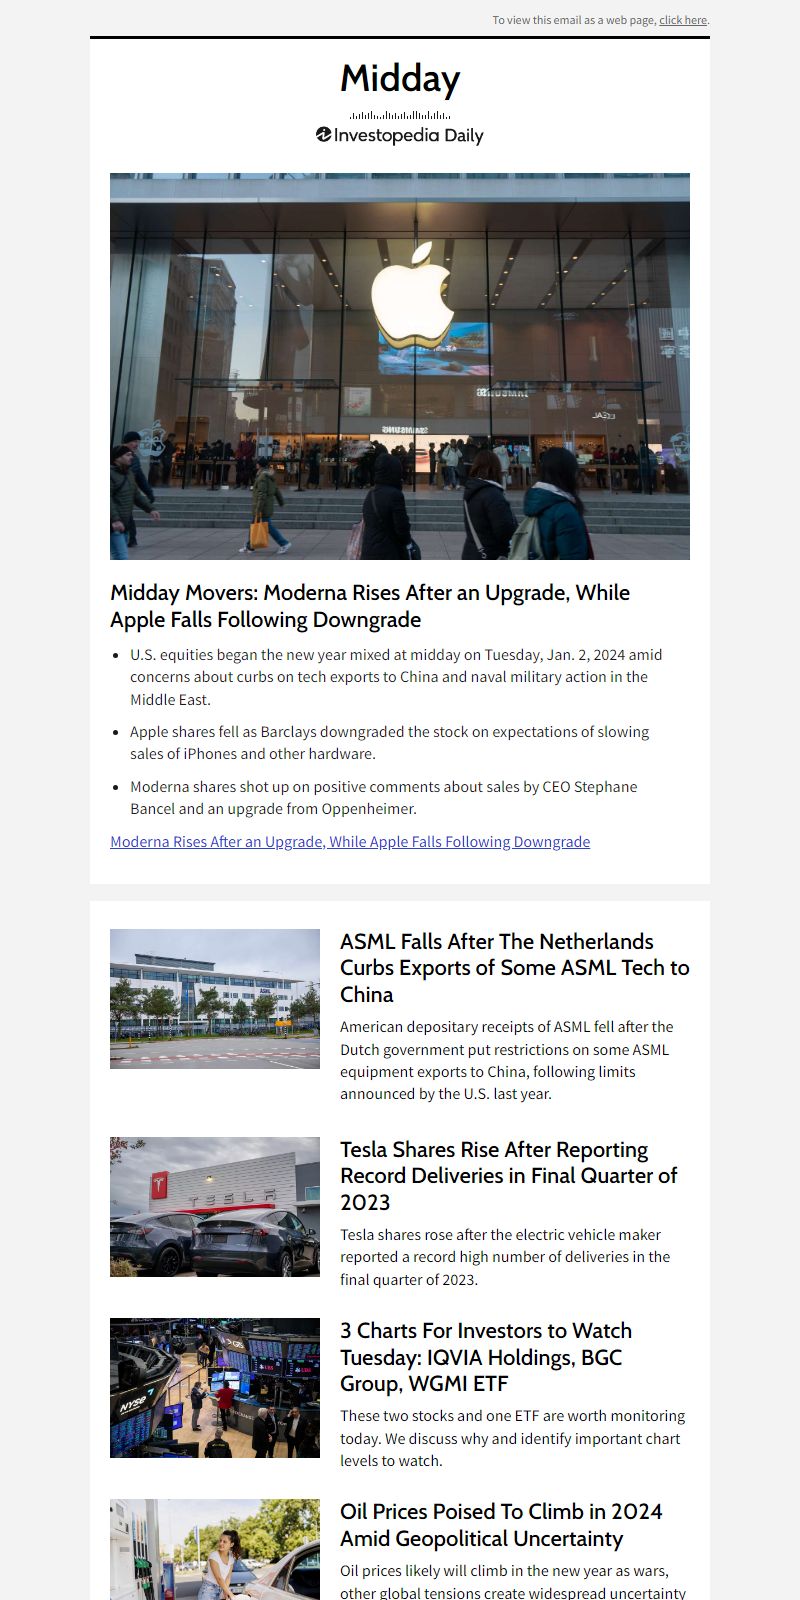 To view this email as a web page, click here.
Midday
Investopedia Daily
SAMSUNG
SAMSUNG
Midday Movers: Moderna Rises After an Upgrade, While
Apple Falls Following Downgrade
• U.S. equities began the new year mixed at midday on Tuesday, Jan. 2, 2024 amid
concerns about curbs on tech exports to China and naval military action in the
Middle East.
• Apple shares fell as Barclays downgraded the stock on expectations of slowing
sales of iPhones and other hardware.
• Moderna shares shot up on positive comments about sales by CEO Stephane
Bancel and an upgrade from Oppenheimer.
Moderna Rises After an Upgrade, While Apple Falls Following Downgrade
ASML
ASML Falls After The Netherlands
Curbs Exports of Some ASML Tech to
China
American depositary receipts of ASML fell after the
Dutch government put restrictions on some ASML
equipment exports to China, following limits
announced by the U.S. last year.
TESLA
Tesla Shares Rise After Reporting
Record Deliveries in Final Quarter of
2023
Tesla shares rose after the electric vehicle maker
reported a record high number of deliveries in the
final quarter of 2023.
NYSE
3 Charts For Investors to Watch
Tuesday: IQVIA Holdings, BGC
Group, WGMI ETF
These two stocks and one ETF are worth monitoring
today. We discuss why and identify important chart
levels to watch.
Oil Prices Poised To Climb in 2024
Amid Geopolitical Uncertainty
Oil prices likely will climb in the new year as wars,
other global tensions create widespread uncertainty